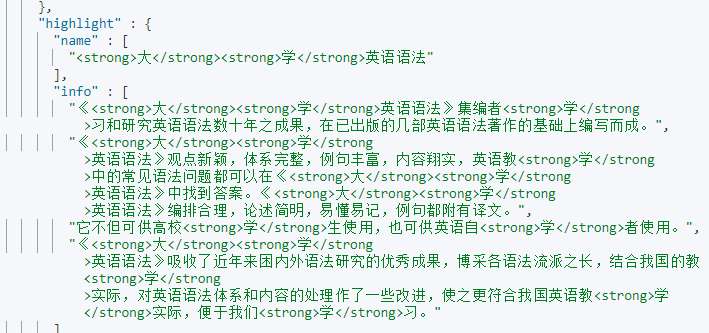 },
"highlight" : {
"name" : [
"<strong>大</strong><strong>学</strong>英语语法"
],
"info" : [
"《<strong>大</strong><strong>学</strong>英语语法》集编者<strong>学</strong
>习和研究英语语法数十年之成果，在已出版的几部英语语法著作的基础上编写而成。",
"《<strong>大</strong><strong>学</strong
>英语语法》观点新颖，体系完整，例句丰富，内容翔实，英语教<strong>学</strong
>中的常见语法问题都可以在《<strong>大</strong><strong>学</strong
>英语语法》中找到答案。《<strong>大</strong><strong>学</strong
>英语语法》编排合理，论述简明，易懂易记，例句都附有译文。",
"它不但可供高校<strong>学</strong>生使用，也可供英语自<strong>学</strong>者使用。",
"《<strong>大</strong><strong>学</strong
>英语语法》吸收了近年来困内外语法研究的优秀成果，博采各语法流派之长，结合我国的教
<strong>学</strong
>实际，对英语语法体系和内容的处理作了一些改进，使之更符合我国英语教<strong>学
</strong>实际，便于我们<strong>学</strong>习。"
]